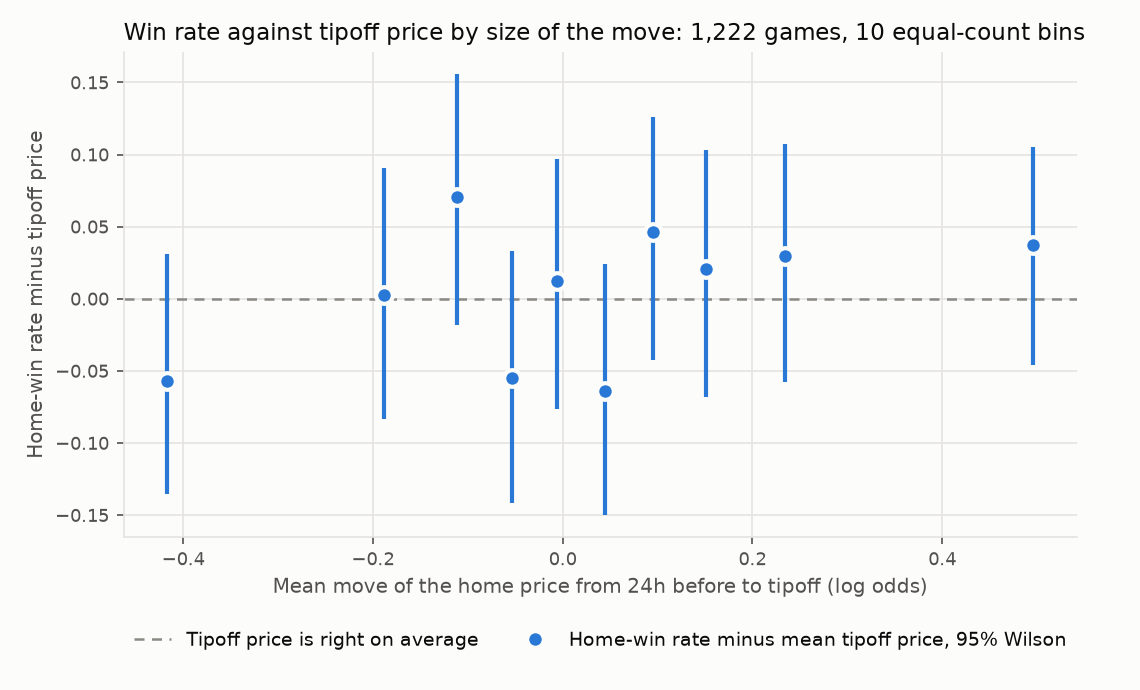 Win rate against tipoff price by size of the move: 1,222 games, 10 equal-count bins
Home-win rate minus tipoff price
0.15
0.10
0.05
0.00
−0.05
−0.10
−0.15
−0.4
−0.2
0.0
0.2
0.4
Mean move of the home price from 24h before to tipoff (log odds)
Tipoff price is right on average
Home-win rate minus mean tipoff price, 95% Wilson